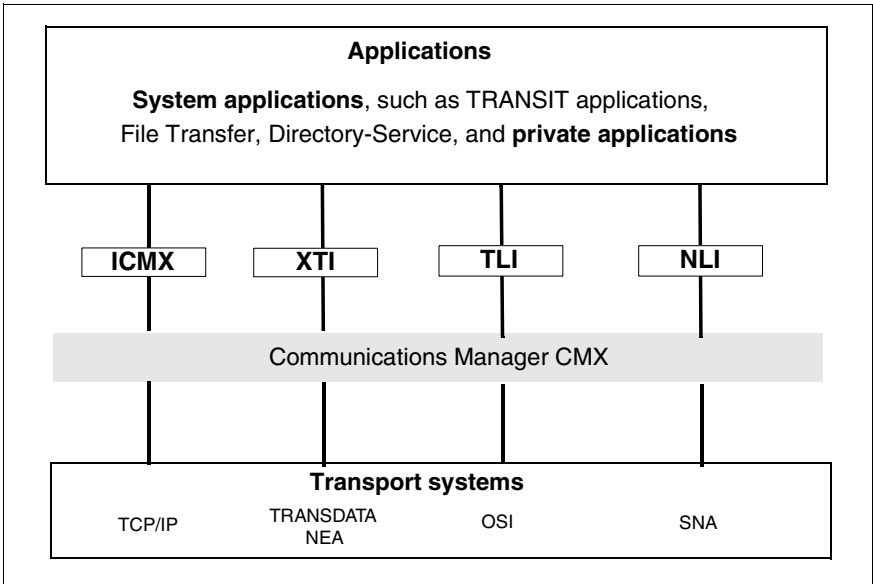 Applications
System applications, such as TRANSIT applications,
File Transfer, Directory-Service, and private applications
ICMX XTI TLI NLI
Communications Manager CMX
Transport systems
TCP/IP TRANSDATA NEA OSI SNA